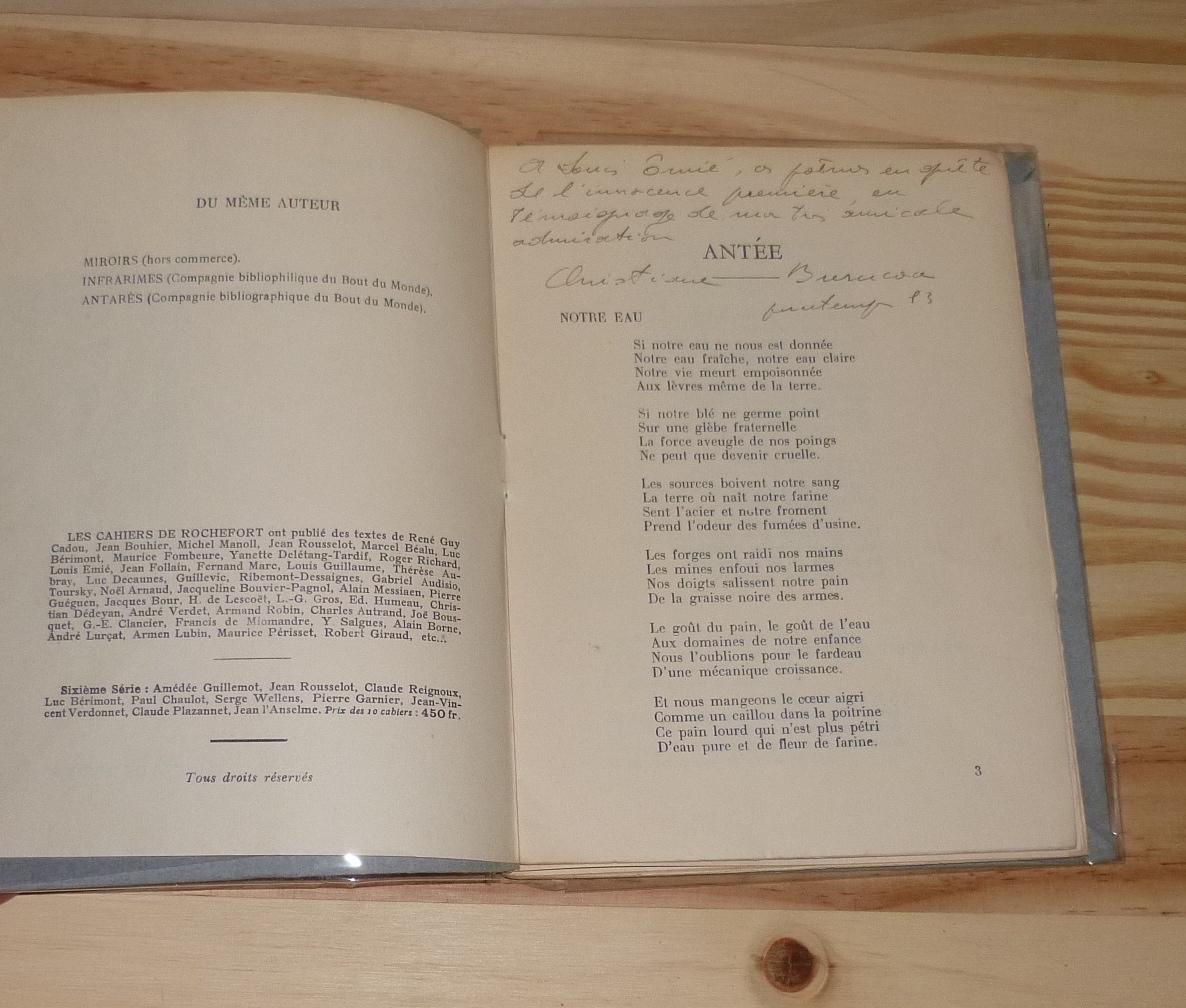 DU MÊME AUTEUR
MIROIRS (hors commerce).
INFRARIMES (Compagnie bibliophilique du Bout du Monde).
ANTARÈS (Compagnie bibliographique du Bout du Monde).
LES CAHIERS DE ROCHEFORT ont publié des textes de René Guy
Cadou, Jean Bouhier, Michel Manoll, Jean Rousselot, Marcel Béalu, Luc
Bérimont, Maurice Fombeure, Yanette Delétang-Tardif, Roger Richard,
Louis Emié, Jean Follain, Fernand Marc, Louis Guillaume, Thérèse Au-
bray, Luc Decaunes, Guillevic, Ribemont-Dessaignes, Gabriel Audisio,
Toursky, Noël Arnaud, Jacqueline Bouvier-Pagnol, Alain Messiaen, Pierre
Guéguen, Jacques Bour, H. de Lescoët, L.-G. Gros, Ed. Humeau, Chris-
tian Dédeyan, André Verdet, Armand Robin, Charles Autrand, Joë Bous-
quet, G.-E. Clancier, Francis de Miomandre, Y Salgues, Alain Borne,
André Lurçat, Armen Lubin, Maurice Périsset, Robert Giraud, etc...
Sixième Série : Amédée Guillemot, Jean Rousselot, Claude Reignoux,
Luc Bérimont, Paul Chaulot, Serge Wellens, Pierre Garnier, Jean-Vin-
cent Verdonnet, Claude Plazannet, Jean l'Anselme. Prix des 10 cahiers : 450 fr.
Tous droits réservés
A Louis Émié, ces poèmes en quête
de l'innocence première, en
témoignage de ma très amicale
admiration
ANTÉE
Christiane Burucoa
printemps 53
NOTRE EAU
Si notre eau ne nous est donnée
Notre eau fraîche, notre eau claire
Notre vie meurt empoisonnée
Aux lèvres même de la terre.
Si notre blé ne germe point
Sur une glèbe fraternelle
La force aveugle de nos poings
Ne peut que devenir cruelle.
Les sources boivent notre sang
La terre où naît notre farine
Sent l'acier et notre froment
Prend l'odeur des fumées d'usine.
Les forges ont raidi nos mains
Les mines enfoui nos larmes
Nos doigts salissent notre pain
De la graisse noire des armes.
Le goût du pain, le goût de l'eau
Aux domaines de notre enfance
Nous l'oublions pour le fardeau
D'une mécanique croissance.
Et nous mangeons le cœur aigri
Comme un caillou dans la poitrine
Ce pain lourd qui n'est plus pétri
D'eau pure et de fleur de farine.
3